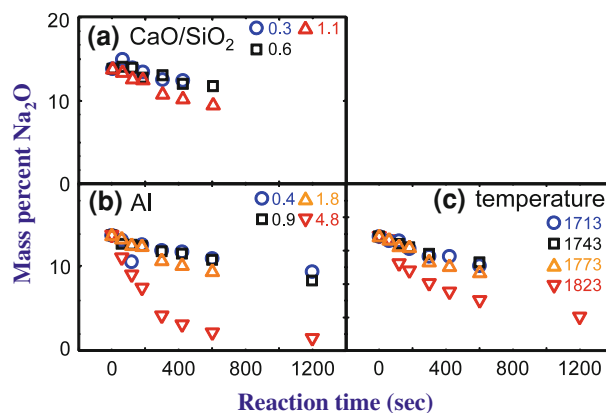 20
(a) CaO/SiO₂
0.3 1.1
0.6
10
0
Mass percent Na₂O
(b) Al
0.4 1.8
0.9 4.8
10
0
(c) temperature
1713
1743
1773
1823
0 400 800 1200
0 400 800 1200
Reaction time (sec)